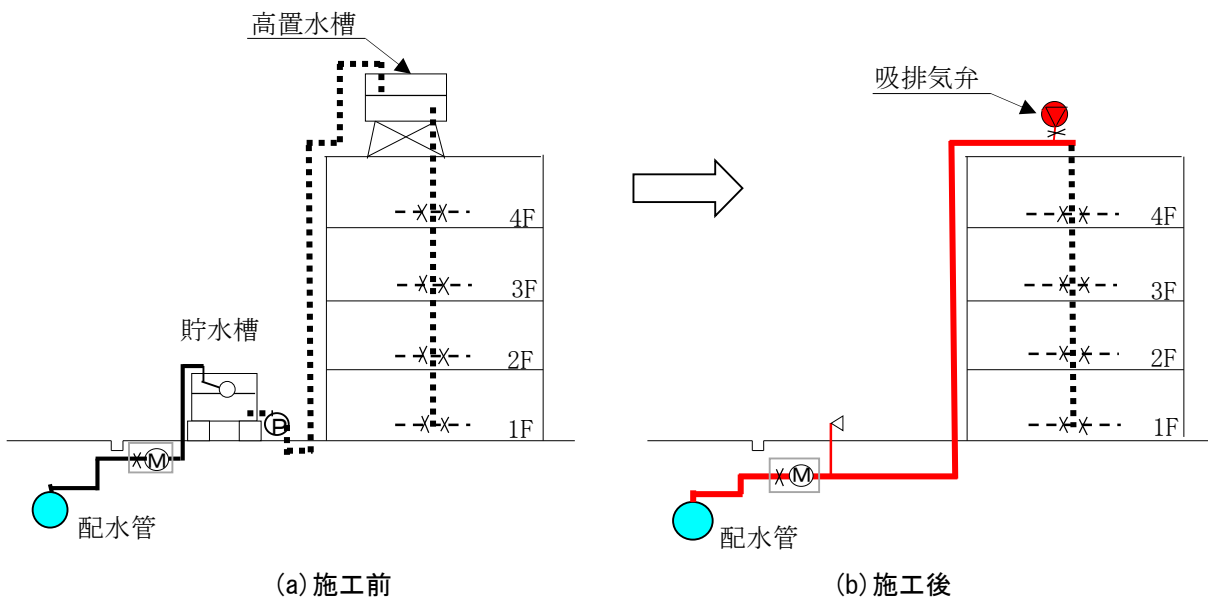 高置水槽
4F
3F
2F
1F
貯水槽
P
M
配水管
(a)施工前
吸排気弁
4F
3F
2F
1F
M
配水管
(b)施工後